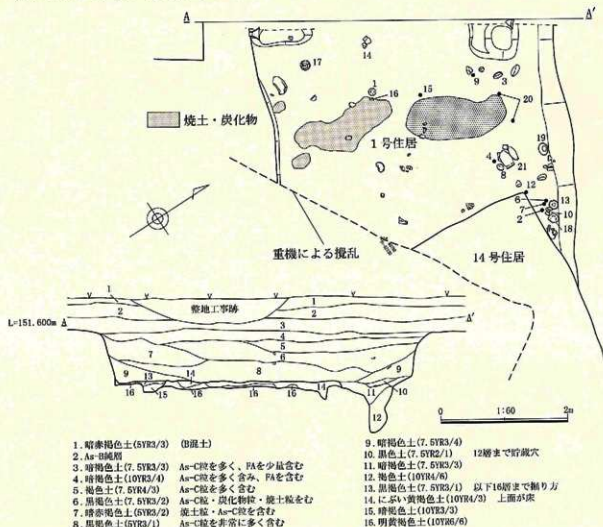 A A′
14
17
1
16
15
9 3
20
焼土・炭化物
1号住居
19
4
21
8
12
6
7
2
13
10
18
重機による攪乱
14号住居
1
2
整地工事跡
1
2
L=151.600m A A′
3
4
5
6
7
8
9
9
10
11
12
13
14
14
15
16
16
16
16
16
0 1:60 2m
1.暗赤褐色土(5YR3/3) (B混土)
2.As-B純層
3.暗褐色土(7.5YR3/3) As-C粒を多く、FAを少量含む
4.暗褐色土(10YR3/4) As-C粒を多く含み、FAを含む
5.褐色土(7.5YR4/3) As-C粒を多く含む
6.黒褐色土(7.5YR3/2) As-C粒・炭化物粒・焼土粒をむ
7.暗赤褐色土(5YR3/2) 焼土粒・As-C粒を含む
8.黒褐色土(5YR3/1) As-C粒を非常に多く含む
9.暗褐色土(7.5YR3/4)
10.黒色土(7.5YR2/1) 12層まで貯蔵穴
11.暗褐色土(7.5YR3/3)
12.褐色土(10YR4/6)
13.黒褐色土(7.5YR3/1) 以下16層まで掘り方
14.にぶい黄褐色土(10YR4/3) 上面が床
15.暗褐色土(10YR3/3)
16.明黄褐色土(10YR6/6)